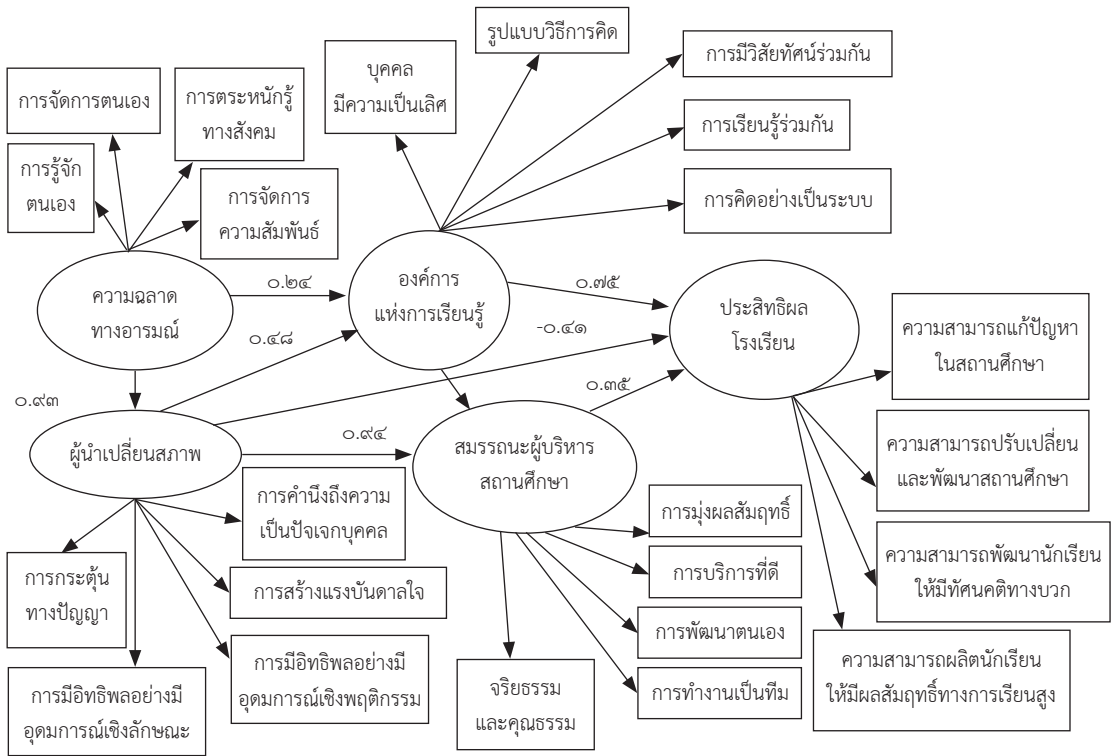 รูปแบบวิธีการคิด
การมีวิสัยทัศน์ร่วมกัน
บุคคล
มีความเป็นเลิศ
การจัดการตนเอง
การตระหนักรู้
ทางสังคม
การเรียนรู้ร่วมกัน
การรู้จัก
ตนเอง
การจัดการ
ความสัมพันธ์
การคิดอย่างเป็นระบบ
ความฉลาด
ทางอารมณ์
๐.๒๔
องค์การ
แห่งการเรียนรู้
๐.๗๕
ประสิทธิผล
โรงเรียน
๐.๔๘
-๐.๔๑
ความสามารถแก้ปัญหา
ในสถานศึกษา
๐.๙๓
๐.๓๕
ผู้นำเปลี่ยนสภาพ
๐.๙๔
สมรรถนะผู้บริหาร
สถานศึกษา
ความสามารถปรับเปลี่ยน
และพัฒนาสถานศึกษา
การคำนึงถึงความ
เป็นปัจเจกบุคคล
การมุ่งผลสัมฤทธิ์
การกระตุ้น
ทางปัญญา
การสร้างแรงบันดาลใจ
การบริการที่ดี
ความสามารถพัฒนานักเรียน
ให้มีทัศนคติทางบวก
การพัฒนาตนเอง
การมีอิทธิพลอย่างมี
อุดมการณ์เชิงลักษณะ
การมีอิทธิพลอย่างมี
อุดมการณ์เชิงพฤติกรรม
จริยธรรม
และคุณธรรม
การทำงานเป็นทีม
ความสามารถผลิตนักเรียน
ให้มีผลสัมฤทธิ์ทางการเรียนสูง